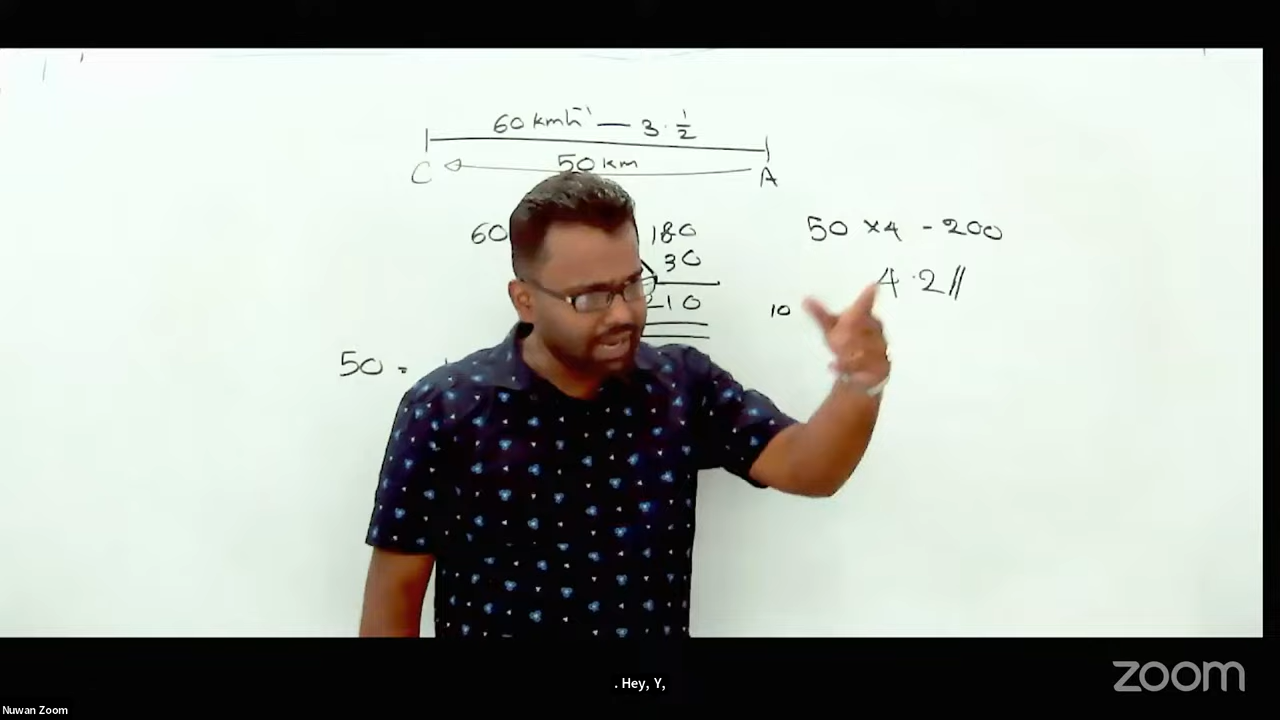 60 kmh⁻¹ — 3 · 1/2
50 km
C
A
60
180
30
210
50 =
50 × 4 - 200
4.2//
10
. Hey, Y,
zoom
Nuwan Zoom